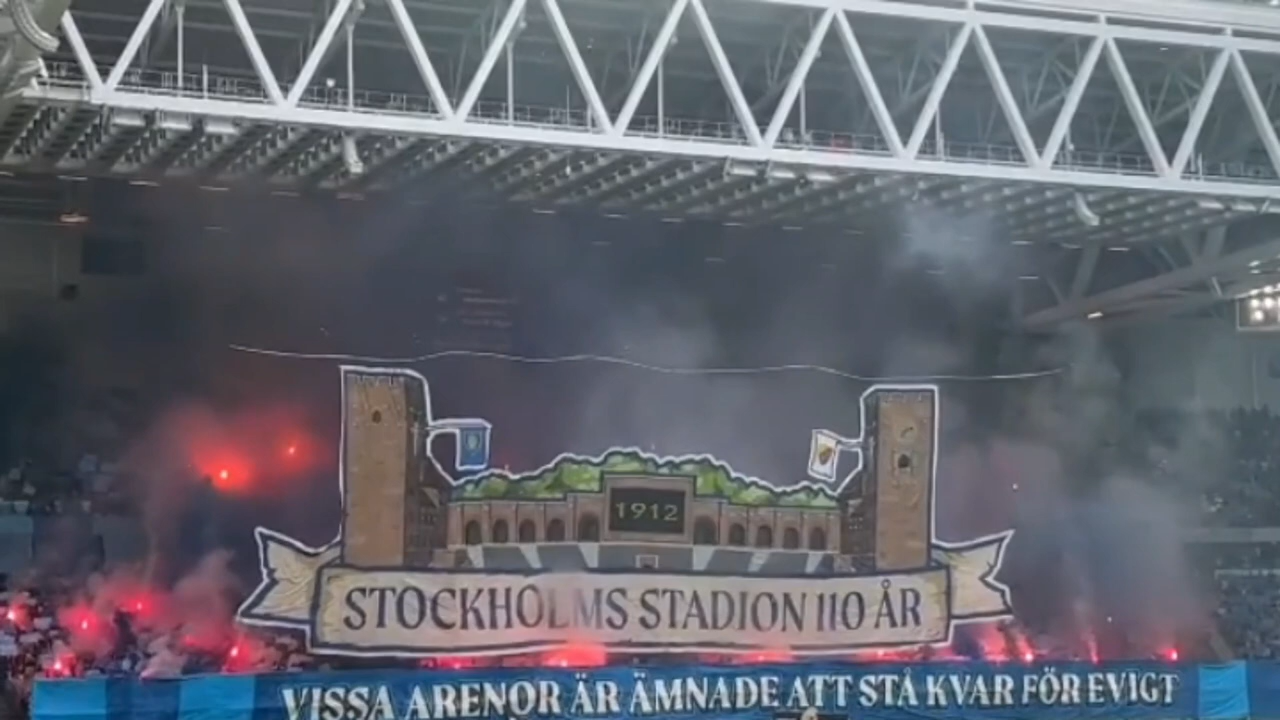 1912
STOCKHOLMS STADION 110 ÅR
VISSA ARENOR ÄR ÄMNADE ATT STÅ KVAR FÖR EVIGT